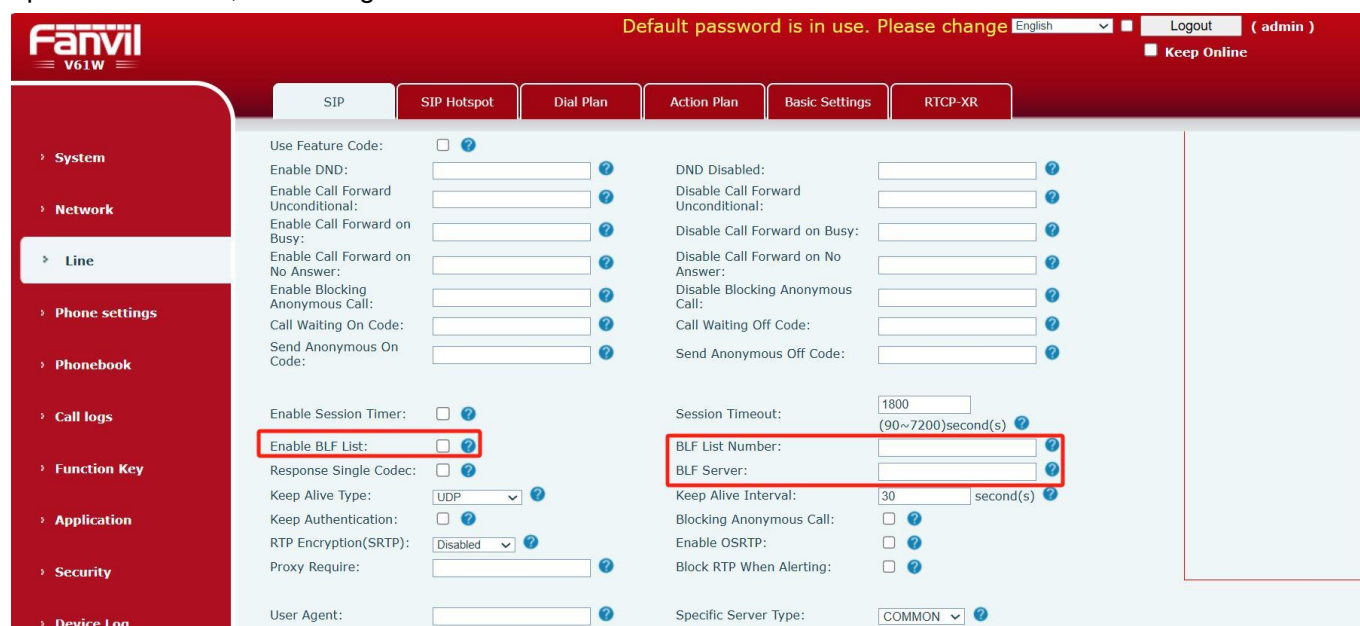 Fanvil
V61W
Default password is in use. Please change
English
Logout
( admin )
Keep Online
SIP
SIP Hotspot
Dial Plan
Action Plan
Basic Settings
RTCP-XR
System
Network
Line
Phone settings
Phonebook
Call logs
Function Key
Application
Security
Device Log
Use Feature Code:
Enable DND:
DND Disabled:
Enable Call Forward
Unconditional:
Disable Call Forward
Unconditional:
Enable Call Forward on
Busy:
Disable Call Forward on Busy:
Enable Call Forward on
No Answer:
Disable Call Forward on No
Answer:
Enable Blocking
Anonymous Call:
Disable Blocking Anonymous
Call:
Call Waiting On Code:
Call Waiting Off Code:
Send Anonymous On
Code:
Send Anonymous Off Code:
Enable Session Timer:
Session Timeout:
1800
(90~7200)second(s)
Enable BLF List:
BLF List Number:
Response Single Codec:
BLF Server:
Keep Alive Type:
UDP
Keep Alive Interval:
30
second(s)
Keep Authentication:
Blocking Anonymous Call:
RTP Encryption(SRTP):
Disabled
Enable OSRTP:
Proxy Require:
Block RTP When Alerting:
User Agent:
Specific Server Type:
COMMON